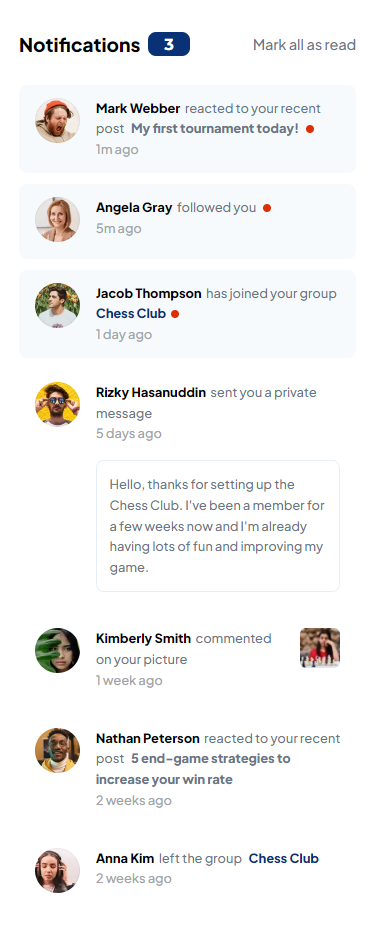 Notifications 3 Mark all as read
Mark Webber reacted to your recent
post My first tournament today!
1m ago
Angela Gray followed you
5m ago
Jacob Thompson has joined your group
Chess Club
1 day ago
Rizky Hasanuddin sent you a private
message
5 days ago
Hello, thanks for setting up the
Chess Club. I've been a member for
a few weeks now and I'm already
having lots of fun and improving my
game.
Kimberly Smith commented
on your picture
1 week ago
Nathan Peterson reacted to your recent
post 5 end-game strategies to
increase your win rate
2 weeks ago
Anna Kim left the group Chess Club
2 weeks ago